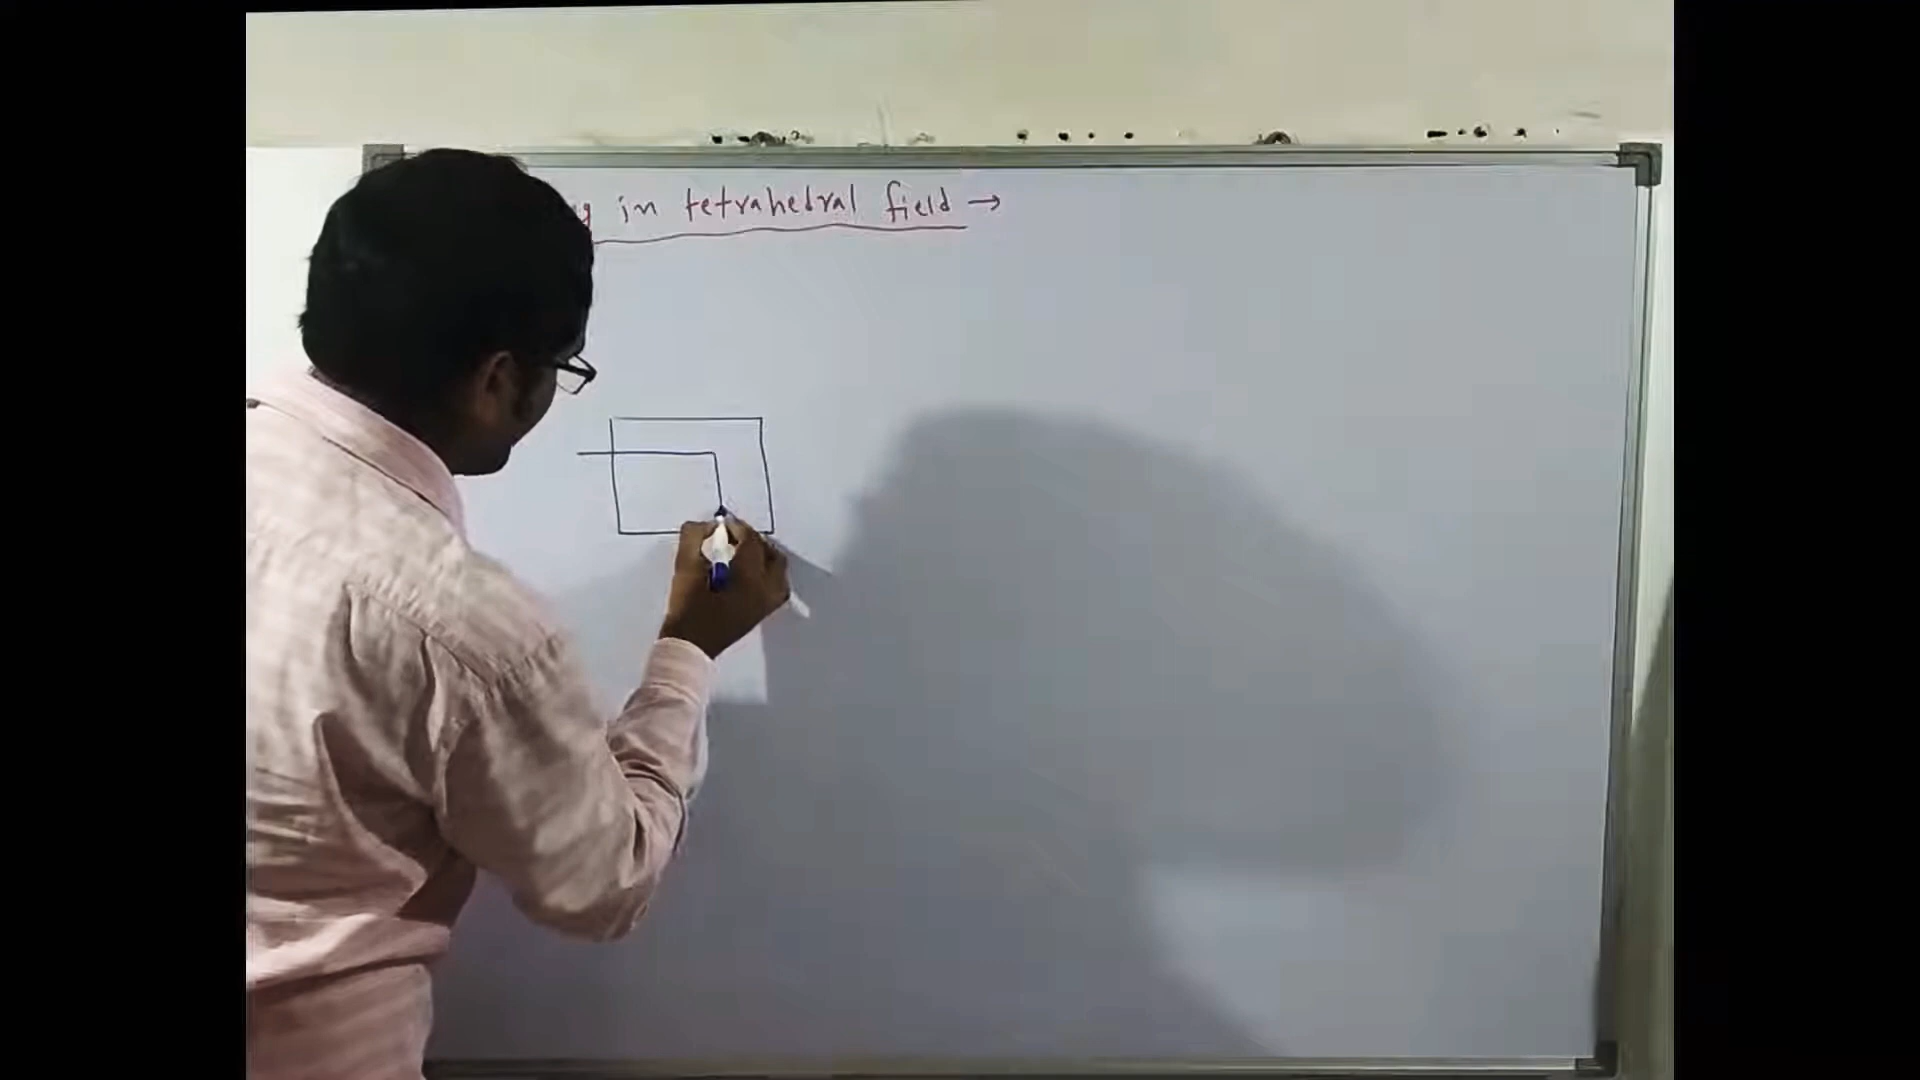 in tetrahedral field →